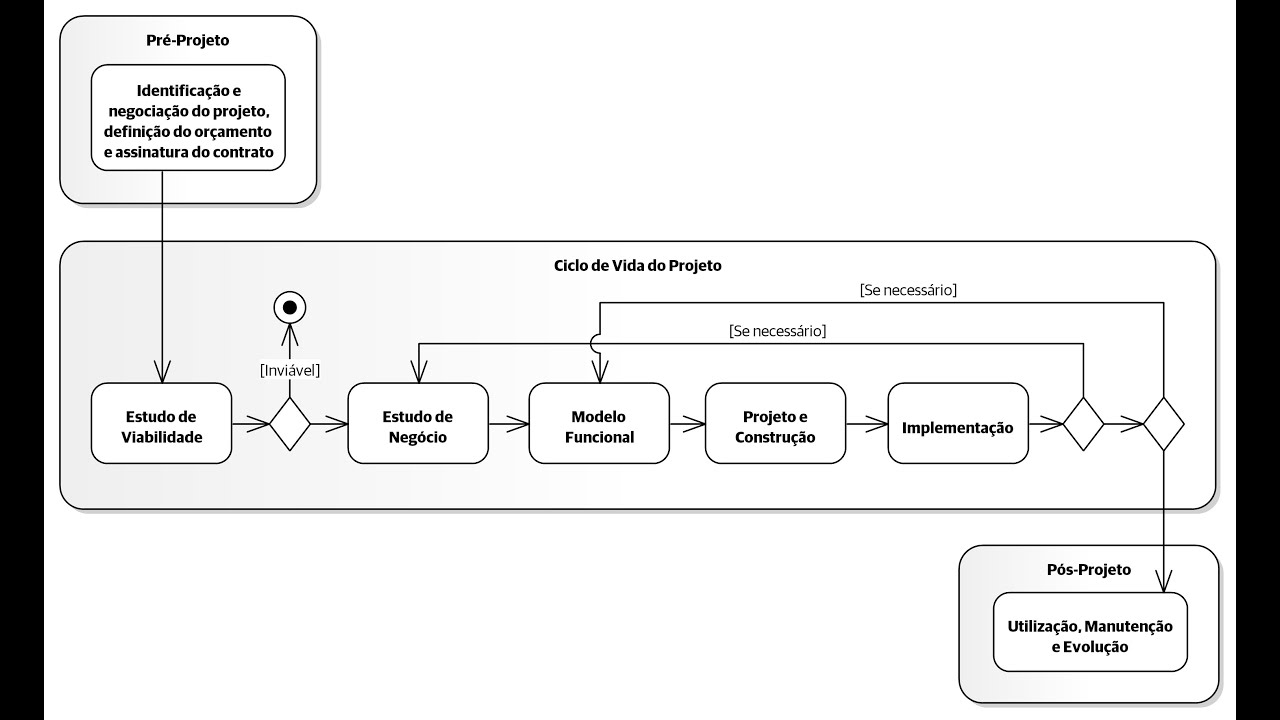 Pré-Projeto
Identificação e
negociação do projeto,
definição do orçamento
e assinatura do contrato
Ciclo de Vida do Projeto
[Se necessário]
[Se necessário]
[Inviável]
Estudo de
Viabilidade
Estudo de
Negócio
Modelo
Funcional
Projeto e
Construção
Implementação
Pós-Projeto
Utilização, Manutenção
e Evolução